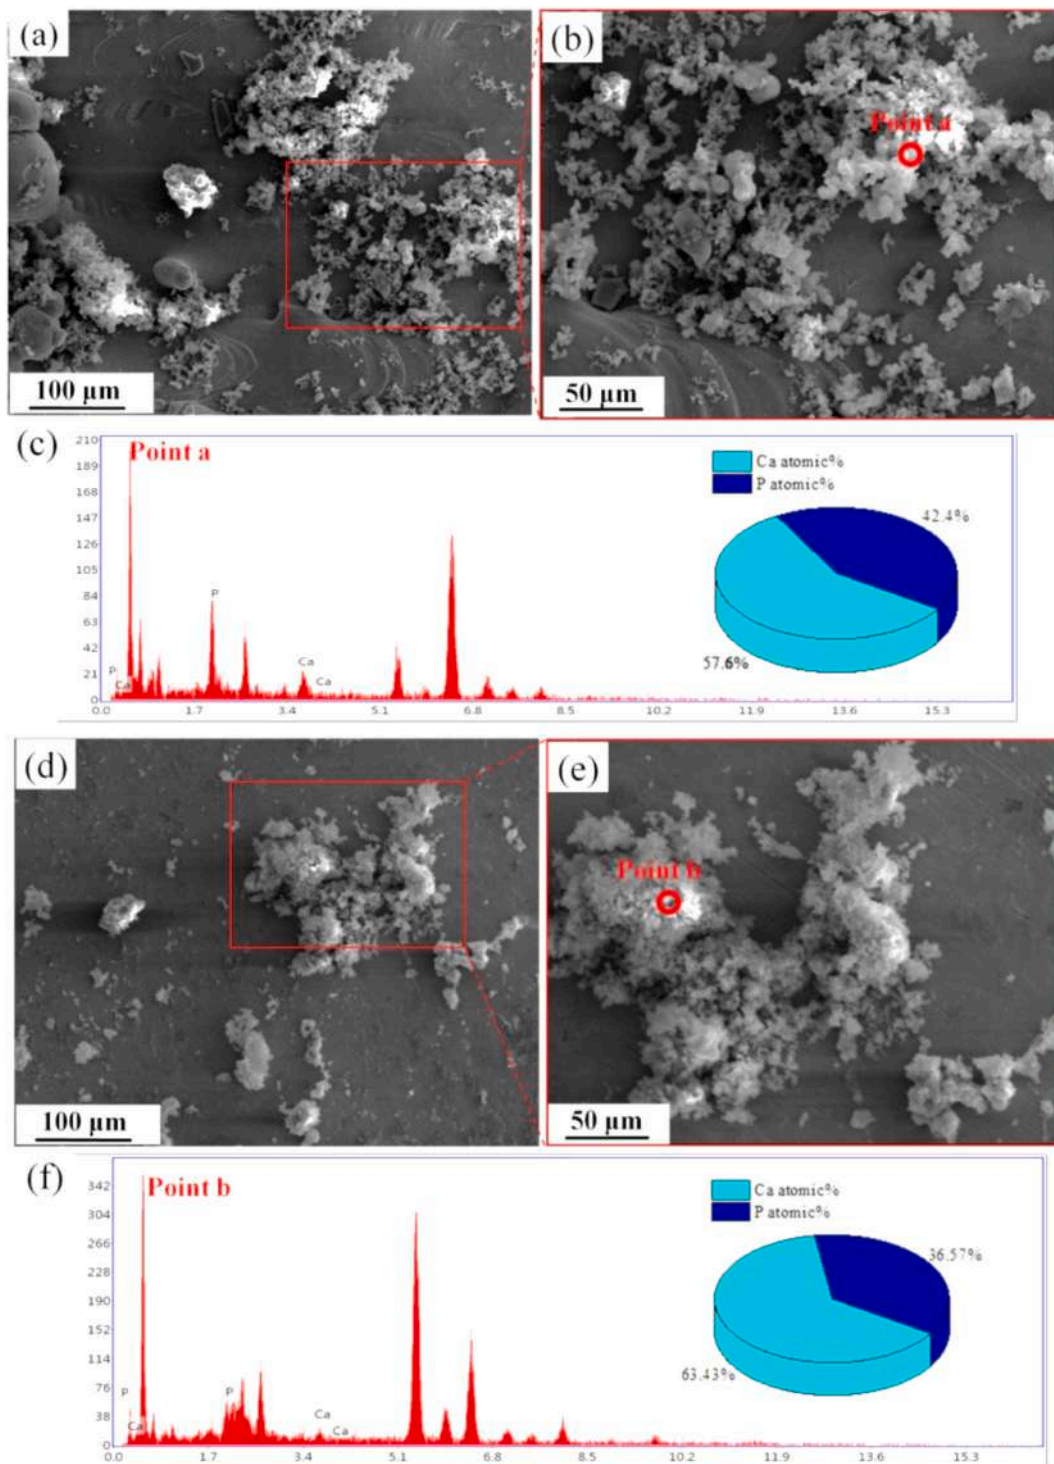 (a)
(b)
Point a
100 μm
50 μm
(c)
Point a
210
189
168
147
126
105
84
63
42
21
0
P
Ca
P
Ca
Ca
0.0 1.7 3.4 5.1 6.8 8.5 10.2 11.9 13.6 15.3
Ca atomic%
P atomic%
42.4%
57.6%
(d)
(e)
Point b
100 μm
50 μm
(f)
Point b
342
304
266
228
190
152
114
76
38
0
P
Ca
P
Ca
Ca
0.0 1.7 3.4 5.1 6.8 8.5 10.2 11.9 13.6 15.3
Ca atomic%
P atomic%
36.57%
63.43%